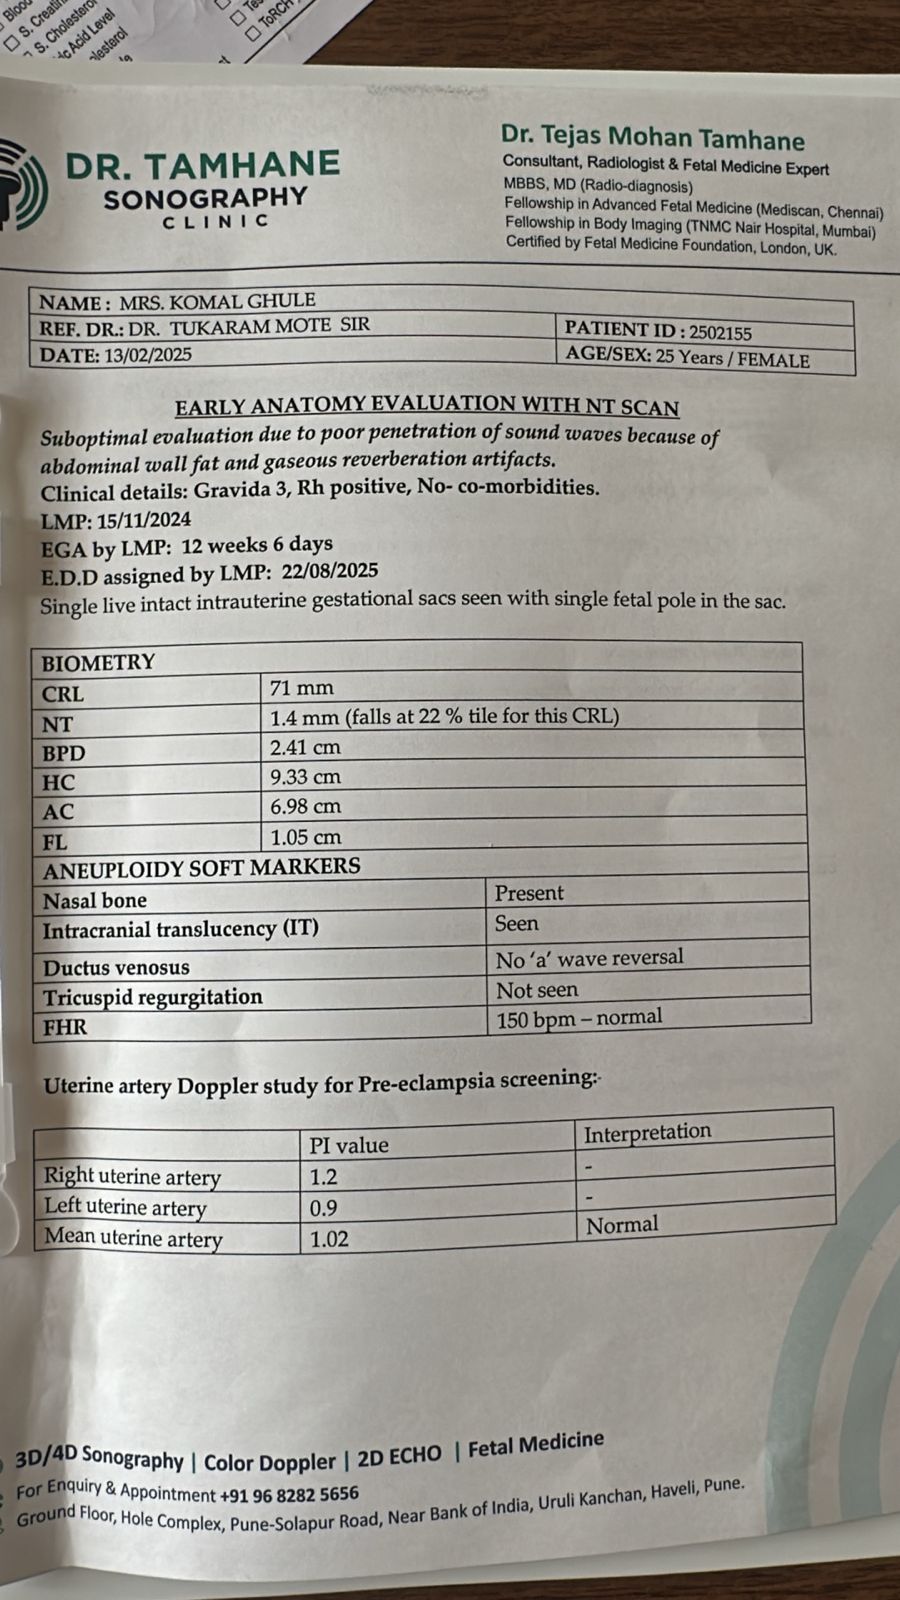 S. Cholesterol
ToRCH
DR. TAMHANE
SONOGRAPHY
CLINIC
Dr. Tejas Mohan Tamhane
Consultant, Radiologist & Fetal Medicine Expert
MBBS, MD (Radio-diagnosis)
Fellowship in Advanced Fetal Medicine (Mediscan, Chennai)
Fellowship in Body Imaging (TNMC Nair Hospital, Mumbai)
Certified by Fetal Medicine Foundation, London, UK.
NAME : MRS. KOMAL GHULE
REF. DR.: DR. TUKARAM MOTE SIR PATIENT ID : 2502155
DATE: 13/02/2025 AGE/SEX: 25 Years / FEMALE
EARLY ANATOMY EVALUATION WITH NT SCAN
Suboptimal evaluation due to poor penetration of sound waves because of
abdominal wall fat and gaseous reverberation artifacts.
Clinical details: Gravida 3, Rh positive, No- co-morbidities.
LMP: 15/11/2024
EGA by LMP: 12 weeks 6 days
E.D.D assigned by LMP: 22/08/2025
Single live intact intrauterine gestational sacs seen with single fetal pole in the sac.
BIOMETRY
CRL 71 mm
NT 1.4 mm (falls at 22 % tile for this CRL)
BPD 2.41 cm
HC 9.33 cm
AC 6.98 cm
FL 1.05 cm
ANEUPLOIDY SOFT MARKERS
Nasal bone Present
Intracranial translucency (IT) Seen
Ductus venosus No 'a' wave reversal
Tricuspid regurgitation Not seen
FHR 150 bpm – normal
Uterine artery Doppler study for Pre-eclampsia screening:-
PI value Interpretation
Right uterine artery 1.2 -
Left uterine artery 0.9 -
Mean uterine artery 1.02 Normal
3D/4D Sonography | Color Doppler | 2D ECHO | Fetal Medicine
For Enquiry & Appointment +91 96 8282 5656
Ground Floor, Hole Complex, Pune-Solapur Road, Near Bank of India, Uruli Kanchan, Haveli, Pune.